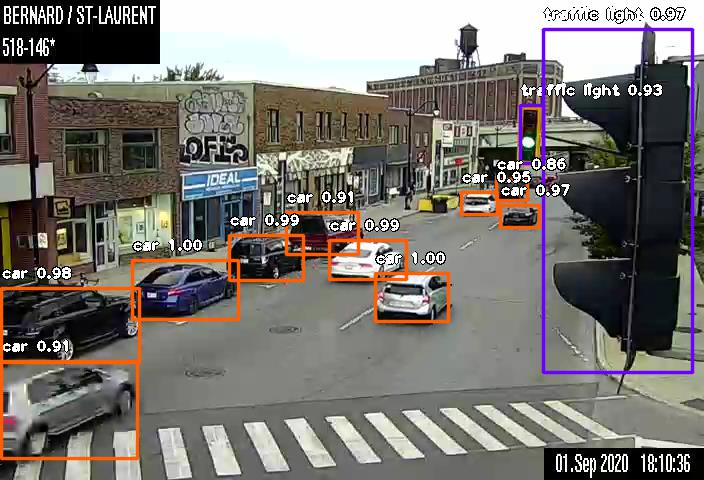 BERNARD / ST-LAURENT
518-146*
traffic light 0.97
traffic light 0.93
car 0.86
car 0.95
car 0.97
car 0.91
car 0.99
car 0.99
car 1.00
car 1.00
car 0.98
car 0.91
IDEAL
01.Sep 2020 18:10:36